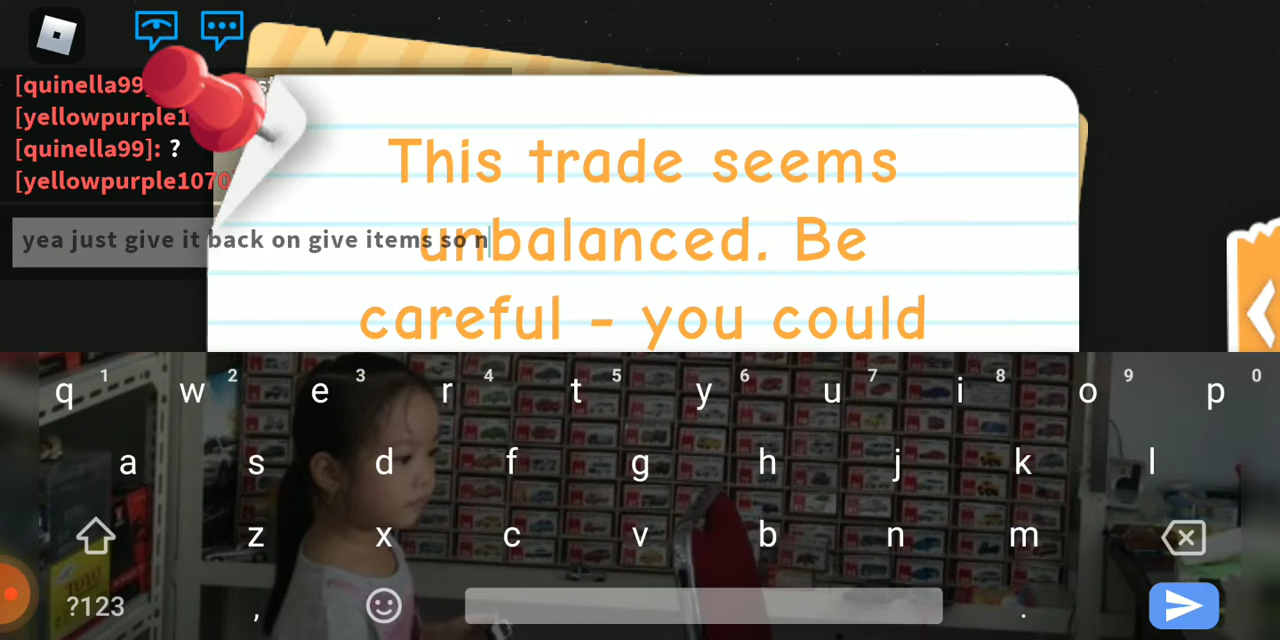 [quinella99]
[yellowpurple1
[quinella99]: ?
[yellowpurple1070
yea just give it back on give items so n
This trade seems
unbalanced. Be
careful - you could
1 2 3 4 5 6 7 8 9 0
q w e r t y u i o p
a s d f g h j k l
z x c v b n m
?123 , .
TOYO